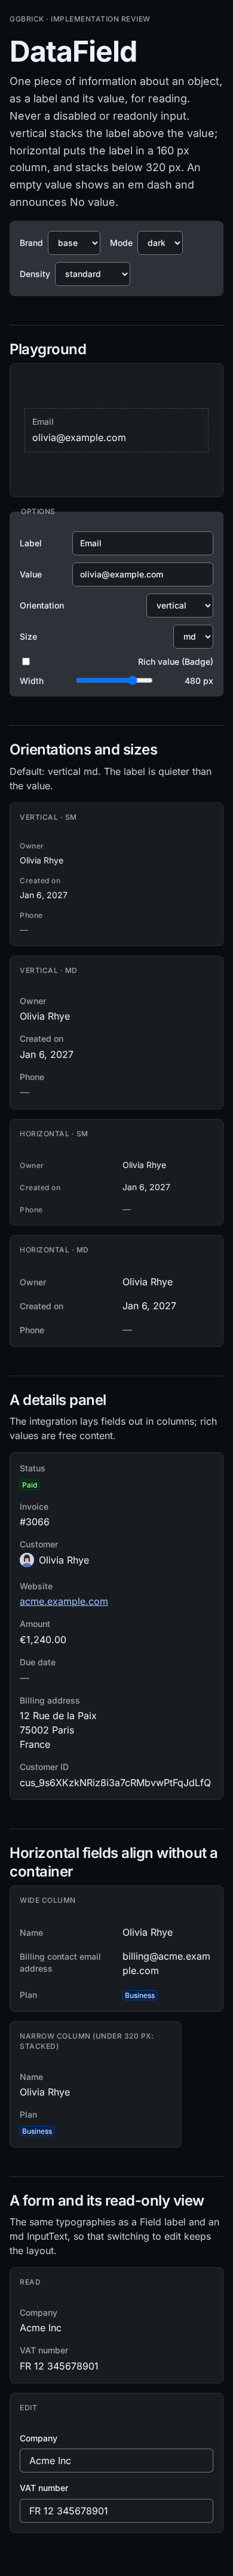 GGBRICK · IMPLEMENTATION REVIEW
DataField
One piece of information about an object,
as a label and its value, for reading.
Never a disabled or readonly input.
vertical stacks the label above the value;
horizontal puts the label in a 160 px
column, and stacks below 320 px. An
empty value shows an em dash and
announces No value.
Brand base Mode dark
Density standard
Playground
Email
olivia@example.com
OPTIONS
Label Email
Value olivia@example.com
Orientation vertical
Size md
Rich value (Badge)
Width 480 px
Orientations and sizes
Default: vertical md. The label is quieter than
the value.
VERTICAL · SM
Owner
Olivia Rhye
Created on
Jan 6, 2027
Phone
—
VERTICAL · MD
Owner
Olivia Rhye
Created on
Jan 6, 2027
Phone
—
HORIZONTAL · SM
Owner Olivia Rhye
Created on Jan 6, 2027
Phone —
HORIZONTAL · MD
Owner Olivia Rhye
Created on Jan 6, 2027
Phone —
A details panel
The integration lays fields out in columns; rich
values are free content.
Status
Paid
Invoice
#3066
Customer
Olivia Rhye
Website
acme.example.com
Amount
€1,240.00
Due date
—
Billing address
12 Rue de la Paix
75002 Paris
France
Customer ID
cus_9s6XKzkNRiz8i3a7cRMbvwPtFqJdLfQ
Horizontal fields align without a
container
WIDE COLUMN
Name Olivia Rhye
Billing contact email billing@acme.exam
address ple.com
Plan Business
NARROW COLUMN (UNDER 320 PX:
STACKED)
Name
Olivia Rhye
Plan
Business
A form and its read-only view
The same typographies as a Field label and an
md InputText, so that switching to edit keeps
the layout.
READ
Company
Acme Inc
VAT number
FR 12 345678901
EDIT
Company
Acme Inc
VAT number
FR 12 345678901